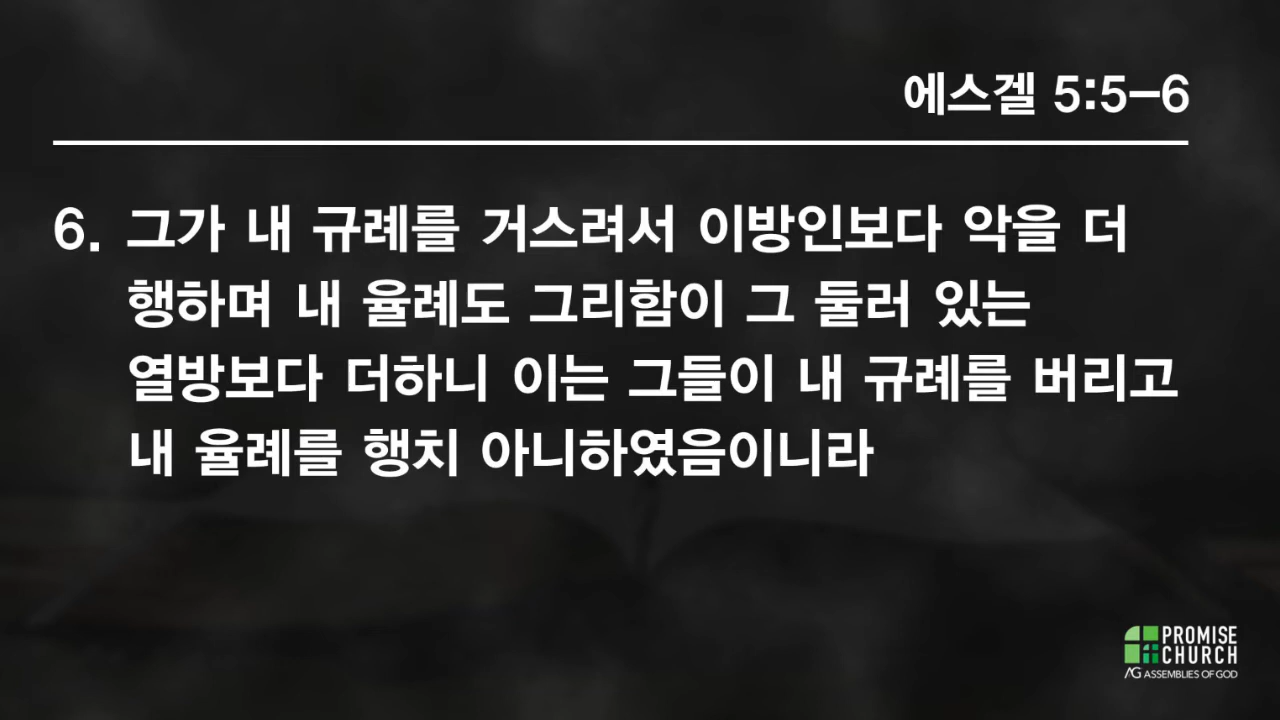 에스겔 5:5–6
6. 그가 내 규례를 거스려서 이방인보다 악을 더
행하며 내 율례도 그리함이 그 둘러 있는
열방보다 더하니 이는 그들이 내 규례를 버리고
내 율례를 행치 아니하였음이니라
PROMISE
CHURCH
AG ASSEMBLIES OF GOD